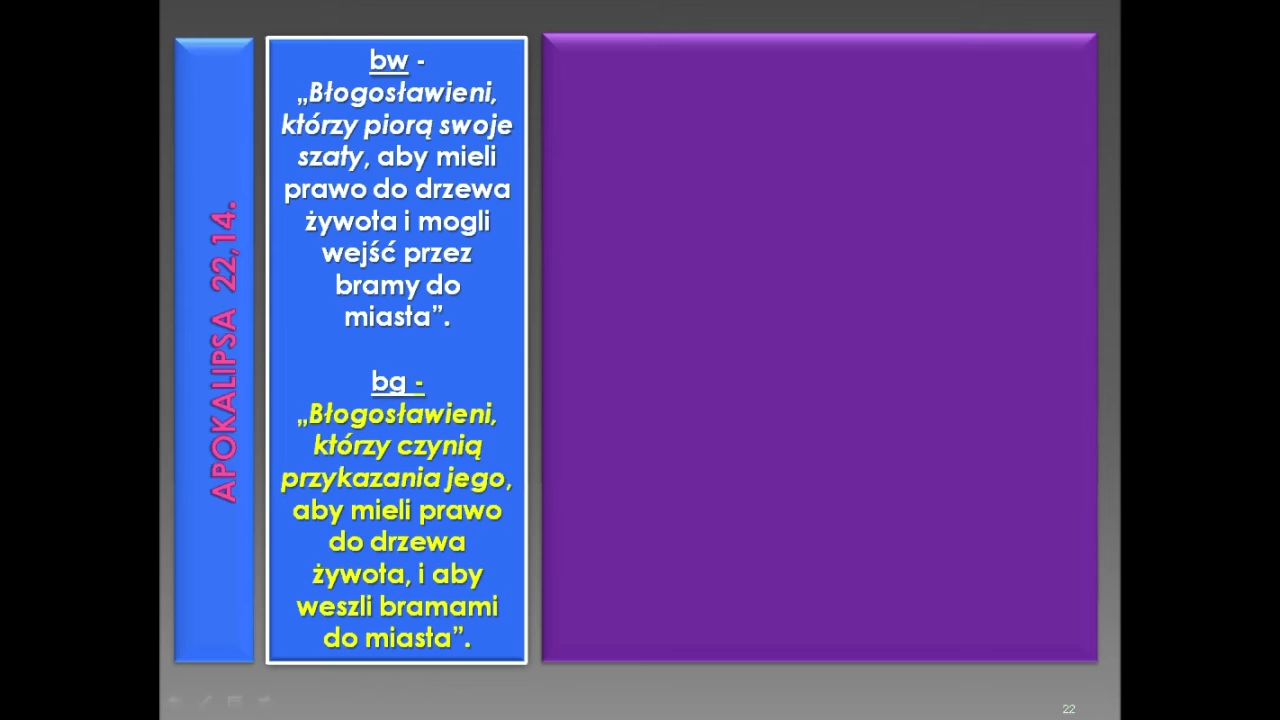 APOKALIPSA 22,14.
bw -
„Błogosławieni,
którzy piorą swoje
szaty, aby mieli
prawo do drzewa
żywota i mogli
wejść przez
bramy do
miasta”.
bg -
„Błogosławieni,
którzy czynią
przykazania jego,
aby mieli prawo
do drzewa
żywota, i aby
weszli bramami
do miasta”.
22